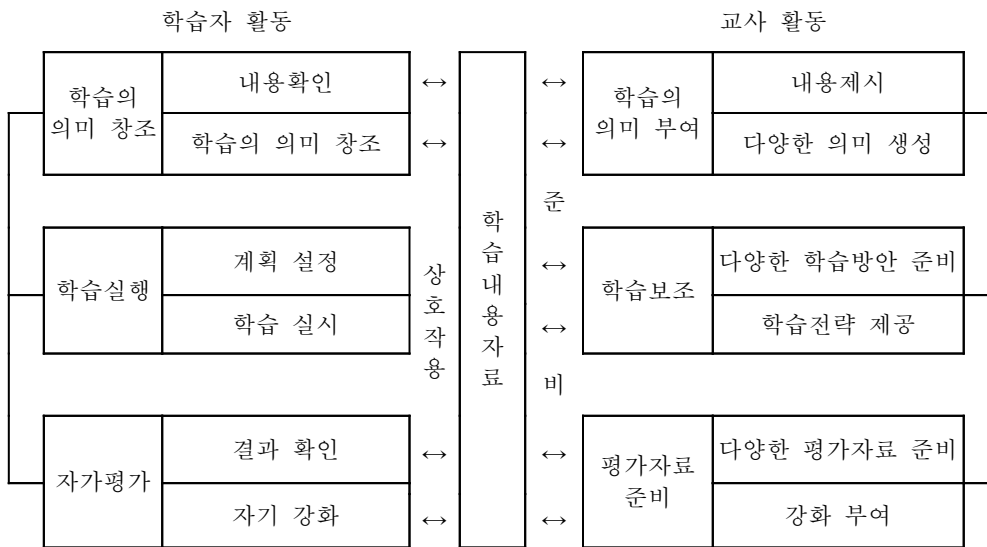 학습자 활동
교사 활동
학습의
의미 창조
내용확인
↔
↔
학습의
의미 부여
내용제시
학습의 의미 창조
↔
↔
다양한 의미 생성
학습실행
계획 설정
학습 실시
상호작용
학습내용자료
준비
↔
↔
학습보조
다양한 학습방안 준비
학습전략 제공
자가평가
결과 확인
↔
↔
평가자료
준비
다양한 평가자료 준비
자기 강화
↔
↔
강화 부여